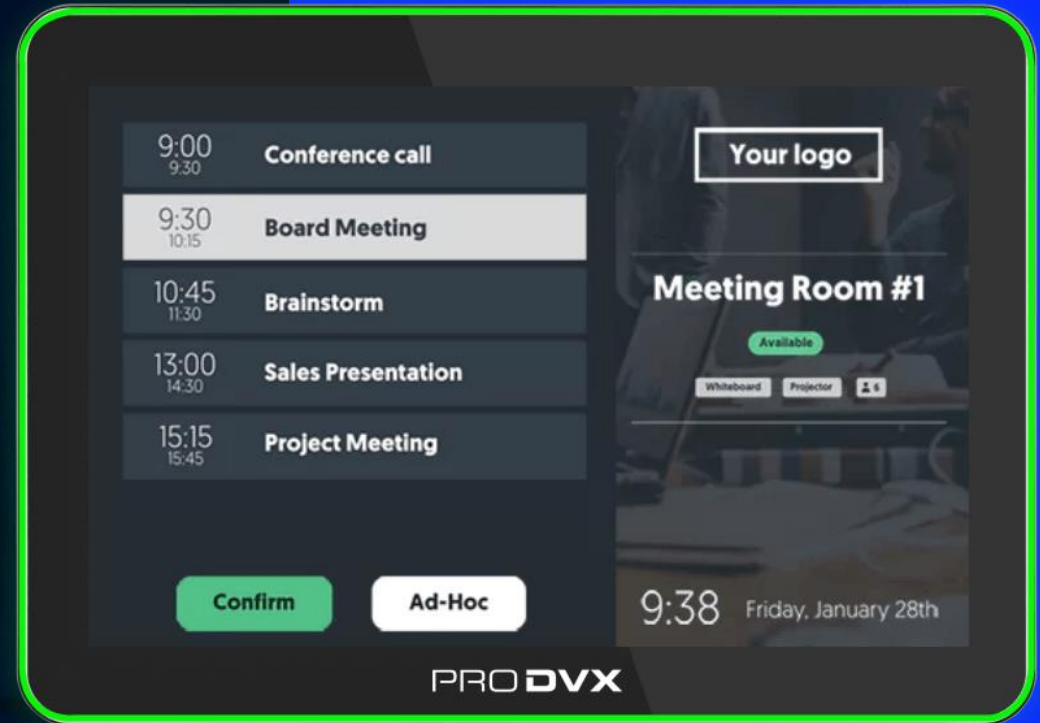 9:00
9:30
Conference call
9:30
10:15
Board Meeting
10:45
11:30
Brainstorm
13:00
14:30
Sales Presentation
15:15
15:45
Project Meeting
Confirm
Ad-Hoc
Your logo
Meeting Room #1
Available
Whiteboard Projector 6
9:38 Friday, January 28th
PRODVX